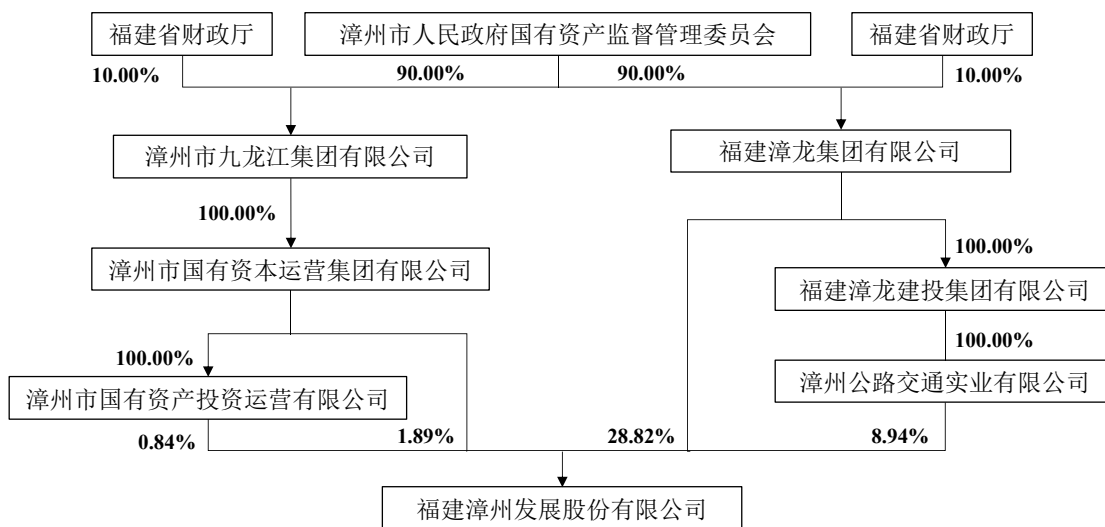 福建省财政厅
漳州市人民政府国有资产监督管理委员会
福建省财政厅
10.00%
90.00%
90.00%
10.00%
漳州市九龙江集团有限公司
福建漳龙集团有限公司
100.00%
漳州市国有资本运营集团有限公司
100.00%
福建漳龙建投集团有限公司
100.00%
100.00%
漳州市国有资产投资运营有限公司
漳州公路交通实业有限公司
0.84%
1.89%
28.82%
8.94%
福建漳州发展股份有限公司